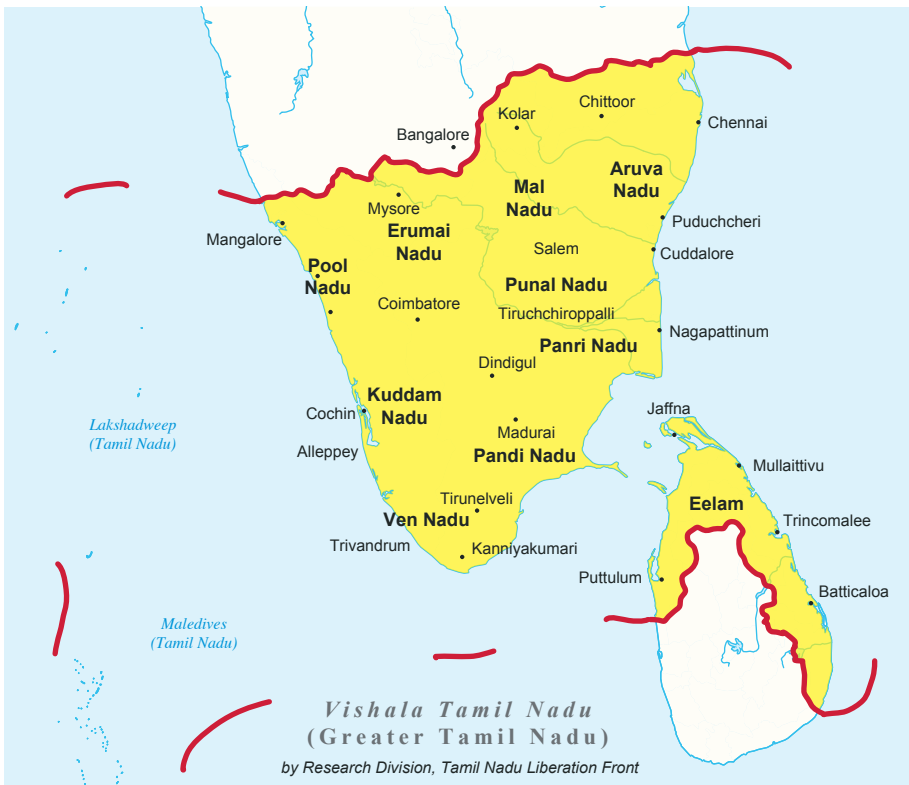 Chittoor
Kolar
Chennai
Bangalore
Aruva
Nadu
Mal
Nadu
Mysore
Puduchcheri
Erumai
Nadu
Mangalore
Salem
Cuddalore
Pool
Nadu
Punal Nadu
Coimbatore
Tiruchchiroppalli
Nagapattinum
Panri Nadu
Dindigul
Kuddam
Nadu
Cochin
Jaffna
Lakshadweep
(Tamil Nadu)
Madurai
Alleppey
Pandi Nadu
Mullaittivu
Tirunelveli
Eelam
Ven Nadu
Trincomalee
Trivandrum
Kanniyakumari
Puttulum
Batticaloa
Maledives
(Tamil Nadu)
Vishala Tamil Nadu
(Greater Tamil Nadu)
by Research Division, Tamil Nadu Liberation Front